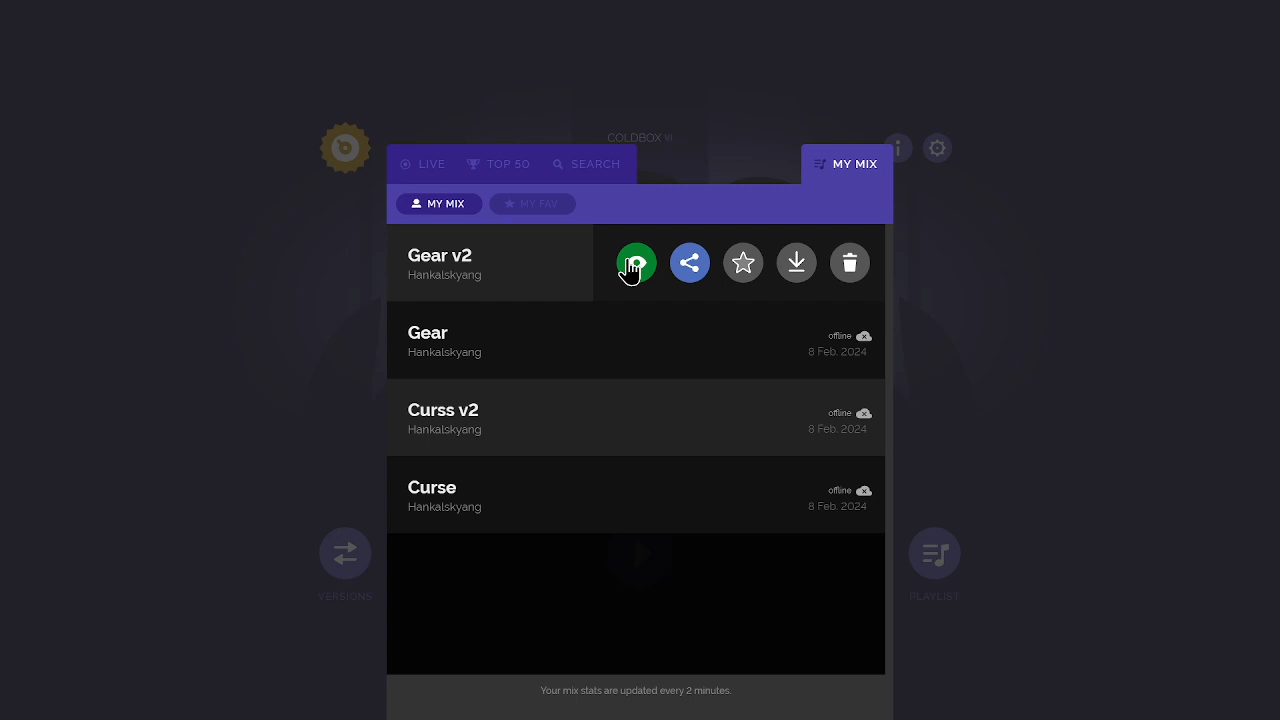 COLDBOX V1
LIVE
TOP 50
SEARCH
MY MIX
MY MIX
MY FAV
Gear v2
Hankalskyang
Gear
Hankalskyang
offline
8 Feb. 2024
Curss v2
Hankalskyang
offline
8 Feb. 2024
Curse
Hankalskyang
offline
8 Feb. 2024
VERSIONS
PLAYLIST
Your mix stats are updated every 2 minutes.